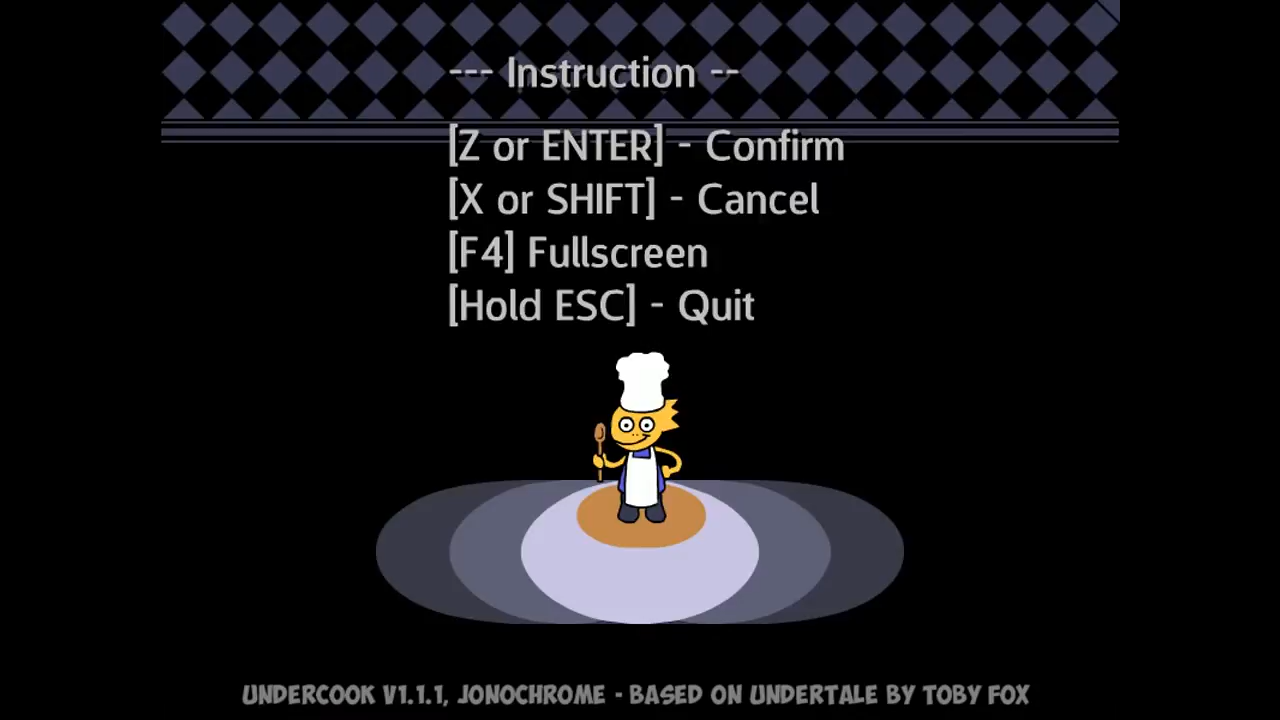 --- Instruction --
[Z or ENTER] - Confirm
[X or SHIFT] - Cancel
[F4] Fullscreen
[Hold ESC] - Quit
UNDERCOOK V1.1.1, JONOCHROME - BASED ON UNDERTALE BY TOBY FOX